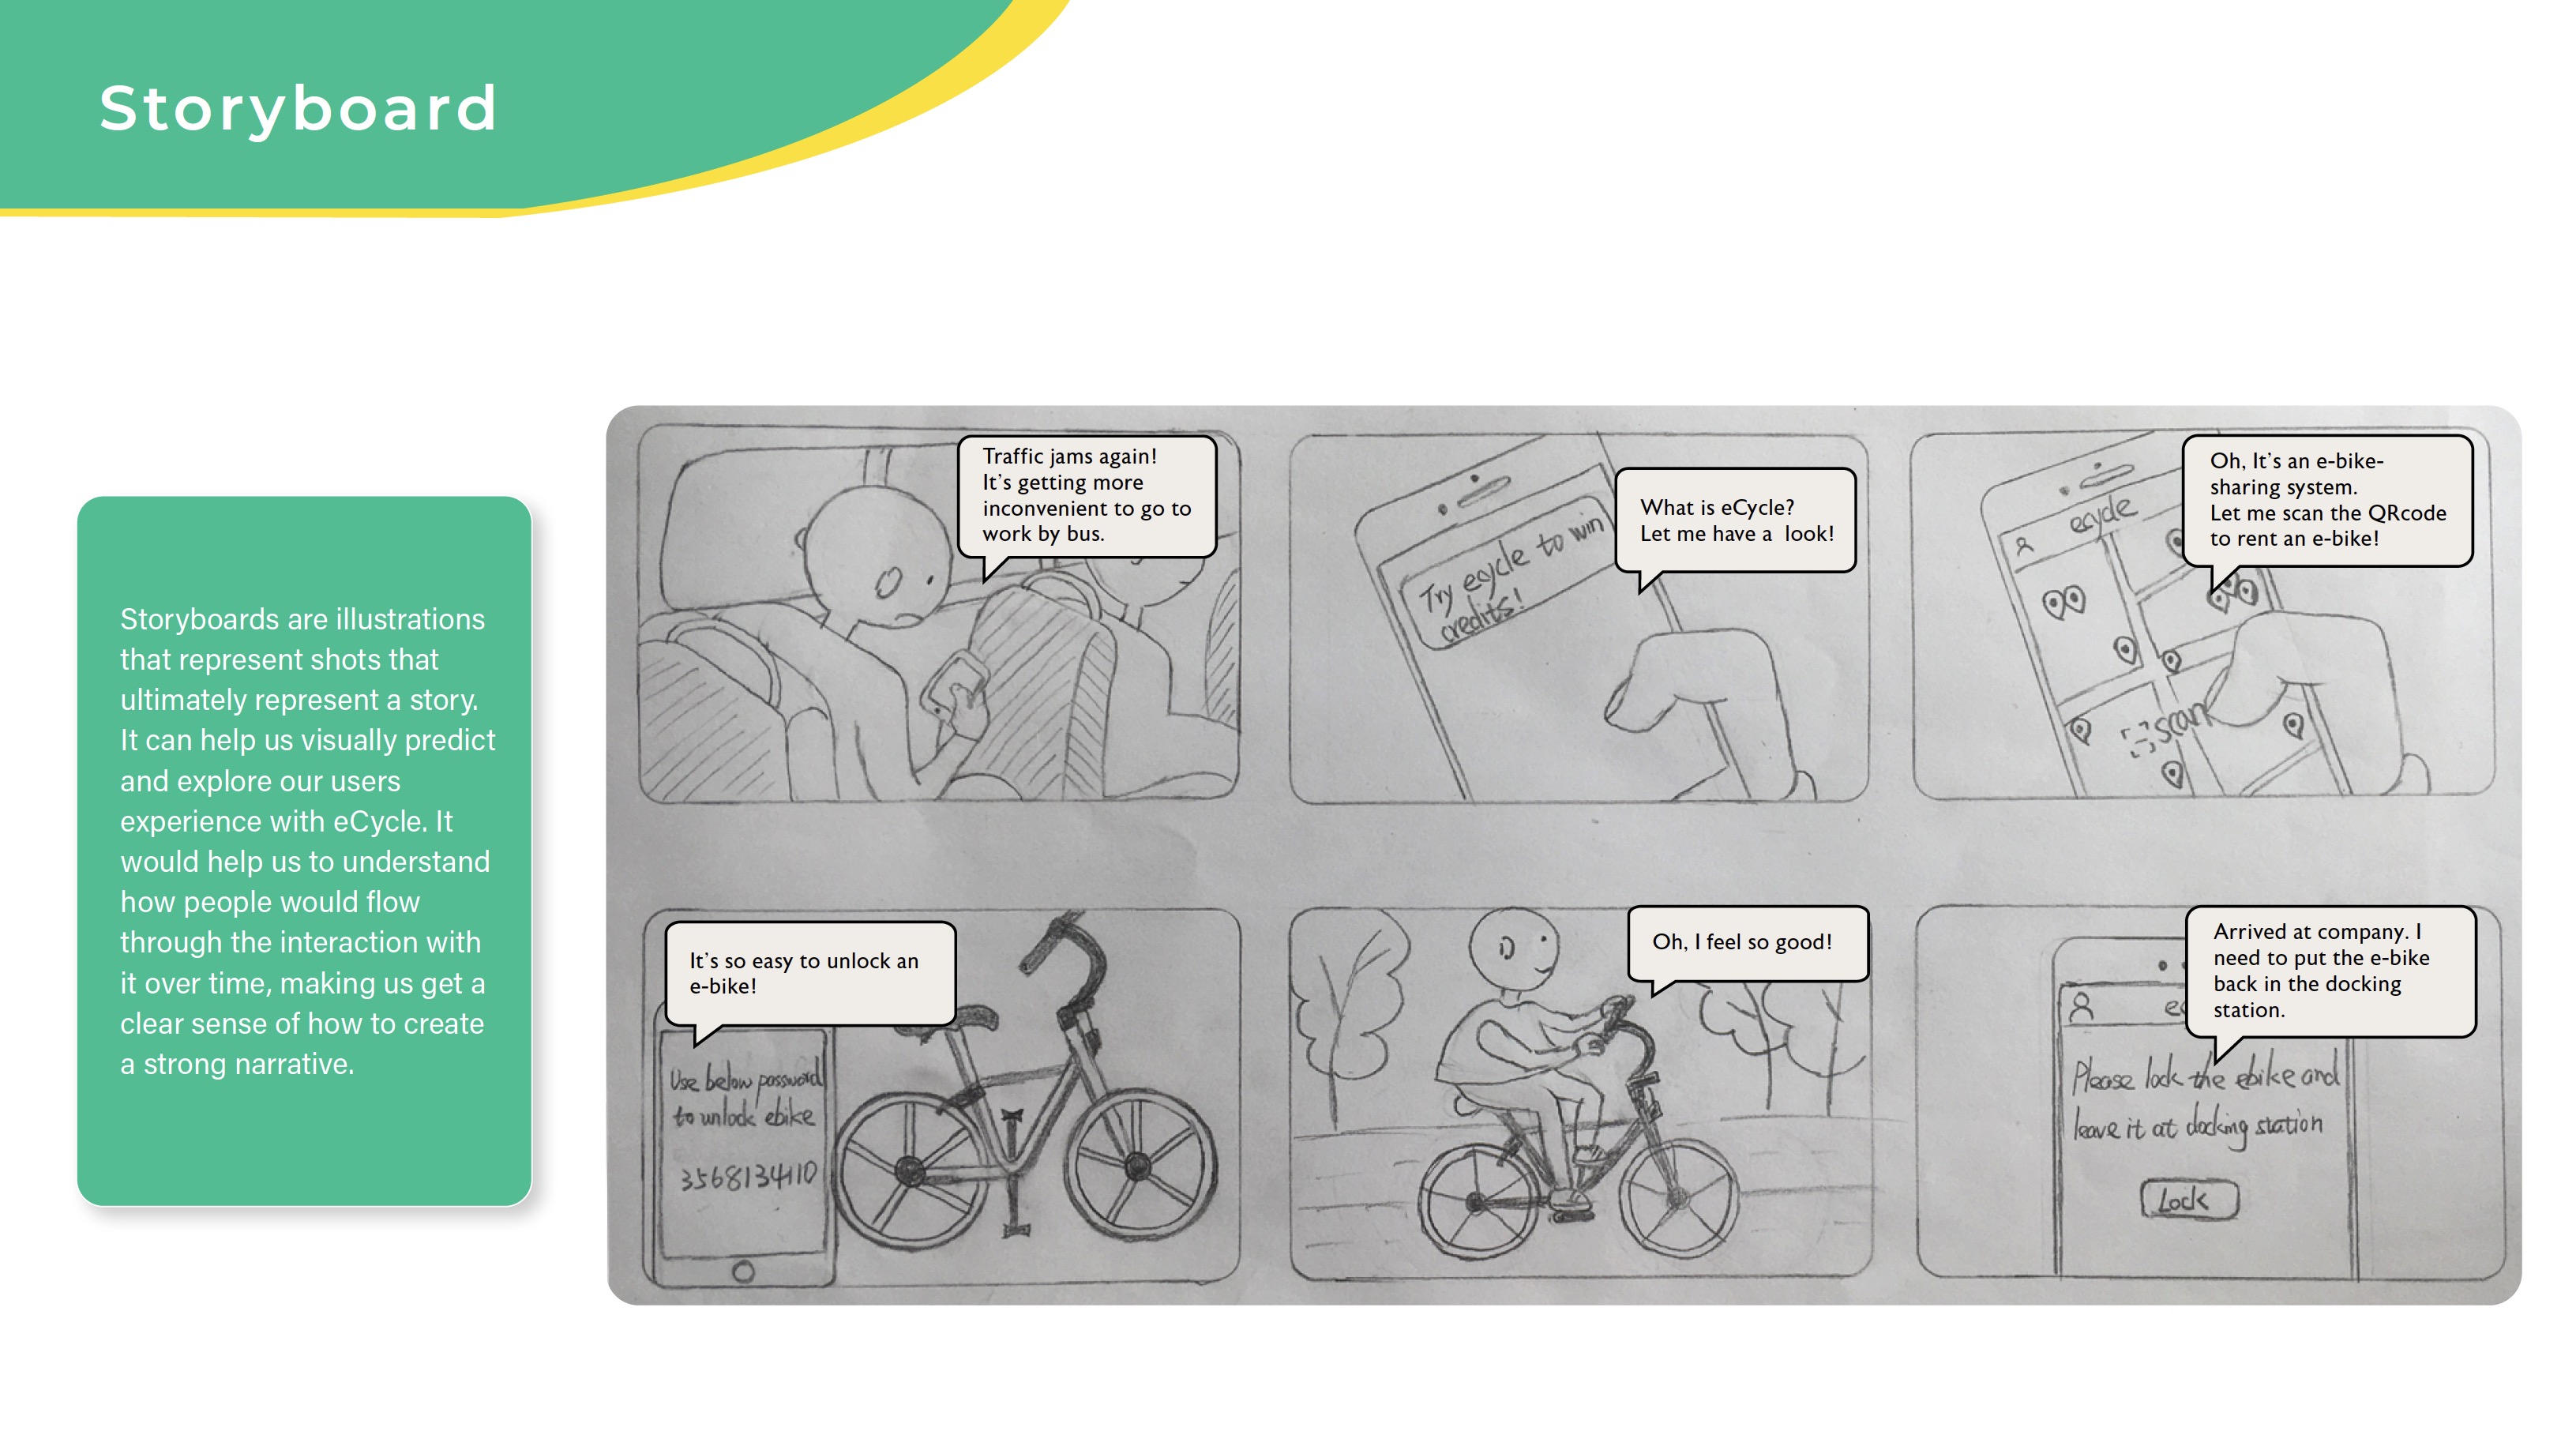 Storyboard
Storyboards are illustrations
that represent shots that
ultimately represent a story.
It can help us visually predict
and explore our users
experience with eCycle. It
would help us to understand
how people would flow
through the interaction with
it over time, making us get a
clear sense of how to create
a strong narrative.
Traffic jams again!
It's getting more
inconvenient to go to
work by bus.
What is eCycle?
Let me have a look!
Try ecycle to win
credits!
Oh, It's an e-bike-
sharing system.
Let me scan the QRcode
to rent an e-bike!
ecycle
scan
It's so easy to unlock an
e-bike!
Use below password
to unlock ebike
3568134110
Oh, I feel so good!
Arrived at company. I
need to put the e-bike
back in the docking
station.
Please lock the ebike and
leave it at docking station
Lock